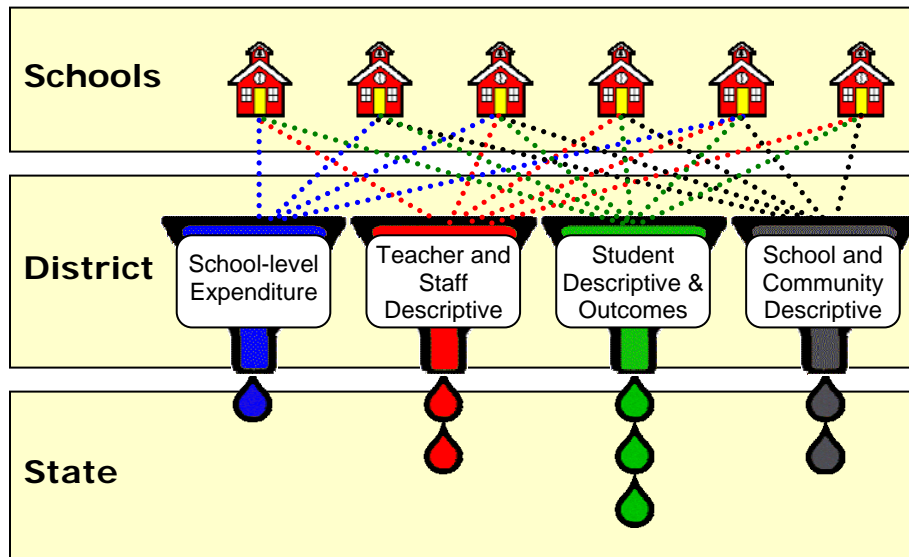 Schools
District
School-level
Expenditure
Teacher and
Staff
Descriptive
Student
Descriptive &
Outcomes
School and
Community
Descriptive
State